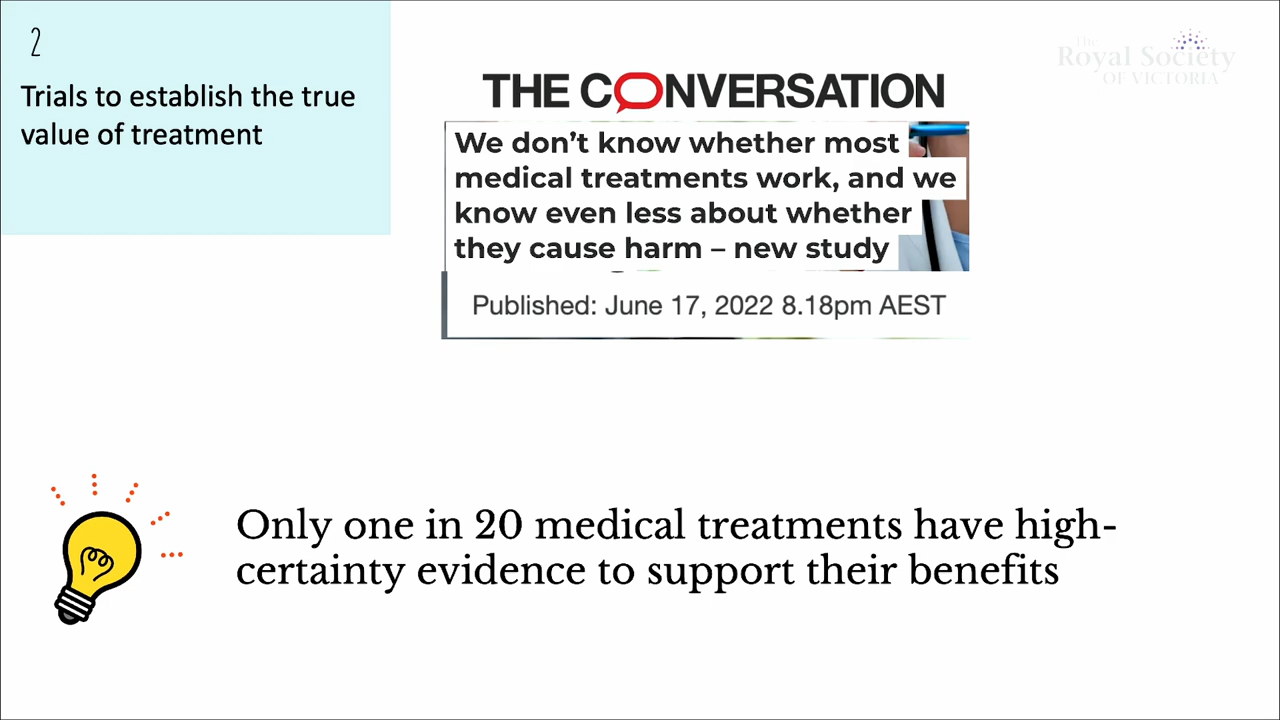 2
Trials to establish the true
value of treatment
The
Royal Society
OF VICTORIA
THE CONVERSATION
We don’t know whether most
medical treatments work, and we
know even less about whether
they cause harm – new study
Published: June 17, 2022 8.18pm AEST
Only one in 20 medical treatments have high-
certainty evidence to support their benefits